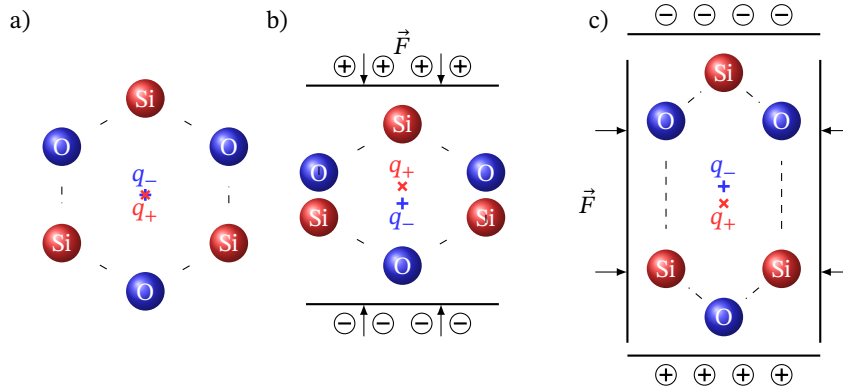 a)
Si
O O
q₋
q₊
Si Si
O
b)
F⃗
+ + + +
Si
O O
q₊
q₋
Si Si
O
− − − −
c)
− − − −
Si
O O
q₋
q₊
F⃗
Si Si
O
+ + + +